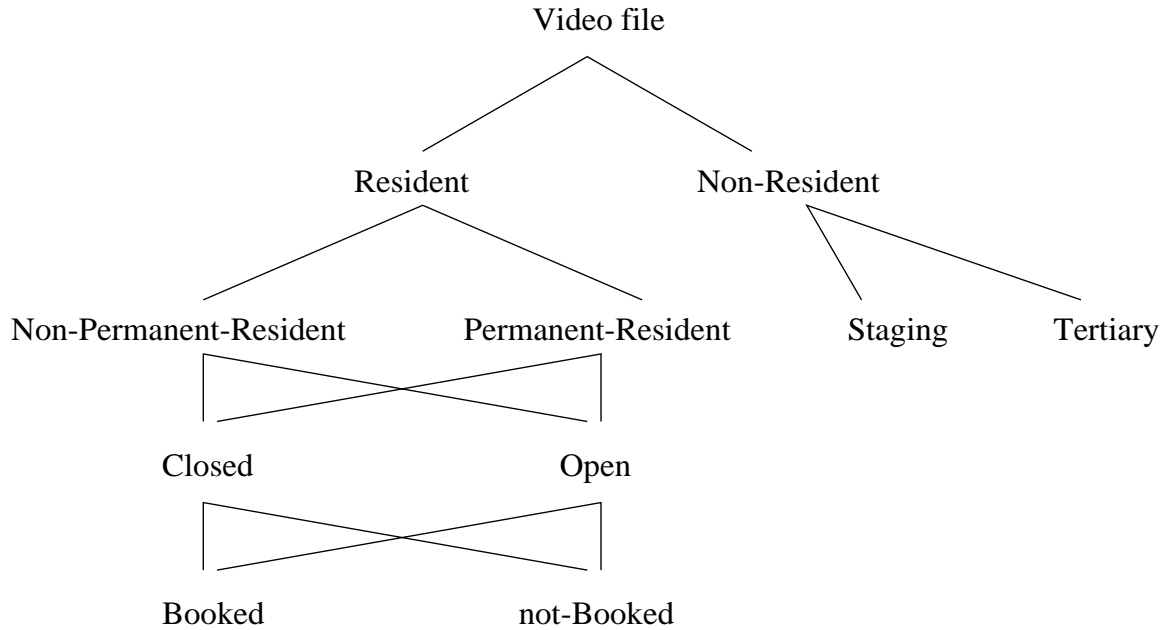 Video file
Resident Non-Resident
Non-Permanent-Resident Permanent-Resident Staging Tertiary
Closed Open
Booked not-Booked